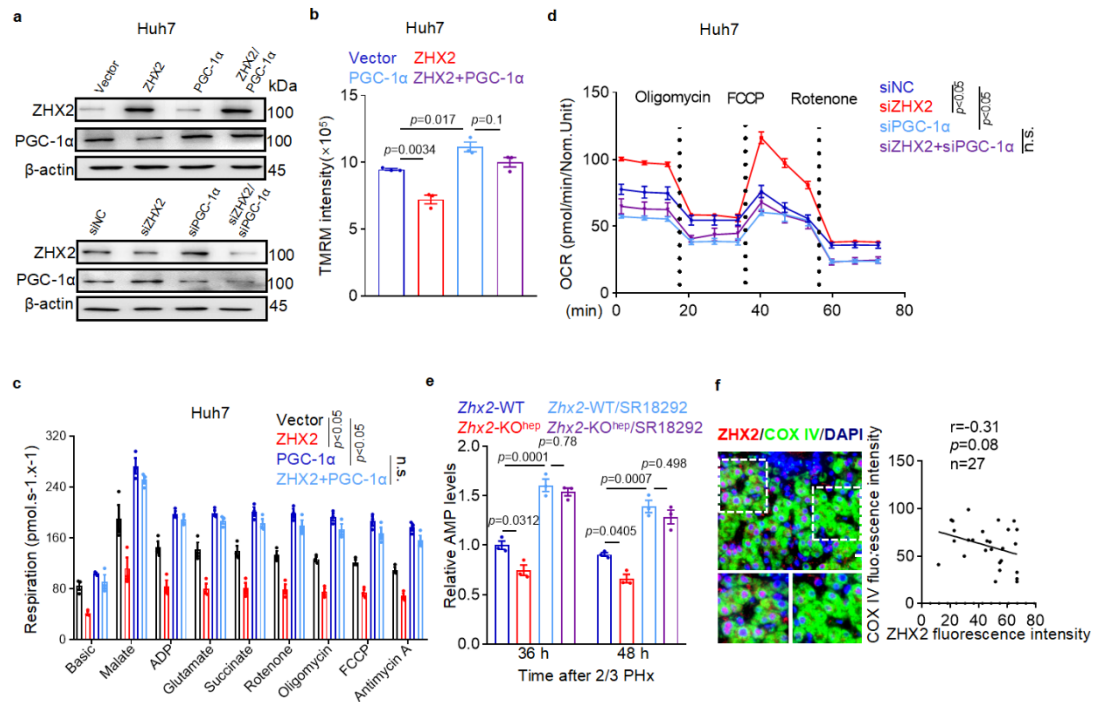 a
Huh7
Vector
ZHX2
PGC-1α
ZHX2/
PGC-1α
kDa
ZHX2
100
PGC-1α
100
β-actin
45
siNC
siZHX2
siPGC-1α
siZHX2/
siPGC-1α
ZHX2
100
PGC-1α
100
β-actin
45
b
Huh7
Vector ZHX2
PGC-1α ZHX2+PGC-1α
TMRM intensity(×10⁵)
15
10
5
0
p=0.017
p=0.1
p=0.0034
d
Huh7
siNC
siZHX2
siPGC-1α
siZHX2+siPGC-1α
p<0.05
p<0.05
n.s.
Oligomycin FCCP Rotenone
OCR (pmol/min/Nom.Unit)
150
100
50
0
(min)
20 40 60 80
c
Huh7
Vector
ZHX2
PGC-1α
ZHX2+PGC-1α
p<0.05
p<0.05
n.s.
Respiration (pmol.s-1.x-1)
320
240
160
80
0
Basic
Malate
ADP
Glutamate
Succinate
Rotenone
Oligomycin
FCCP
Antimycin A
e
Zhx2-WT Zhx2-WT/SR18292
Zhx2-KOʰᵉᵖ Zhx2-KOʰᵉᵖ/SR18292
Relative AMP levels
2.0
1.5
1.0
0.5
0.0
p=0.78
p=0.0001
p=0.498
p=0.0007
p=0.0312
p=0.0405
36 h 48 h
Time after 2/3 PHx
f
ZHX2/COX IV/DAPI
r=-0.31
p=0.08
n=27
COX IV fluorescence intensity
150
100
50
0
0 20 40 60 80
ZHX2 fluorescence intensity